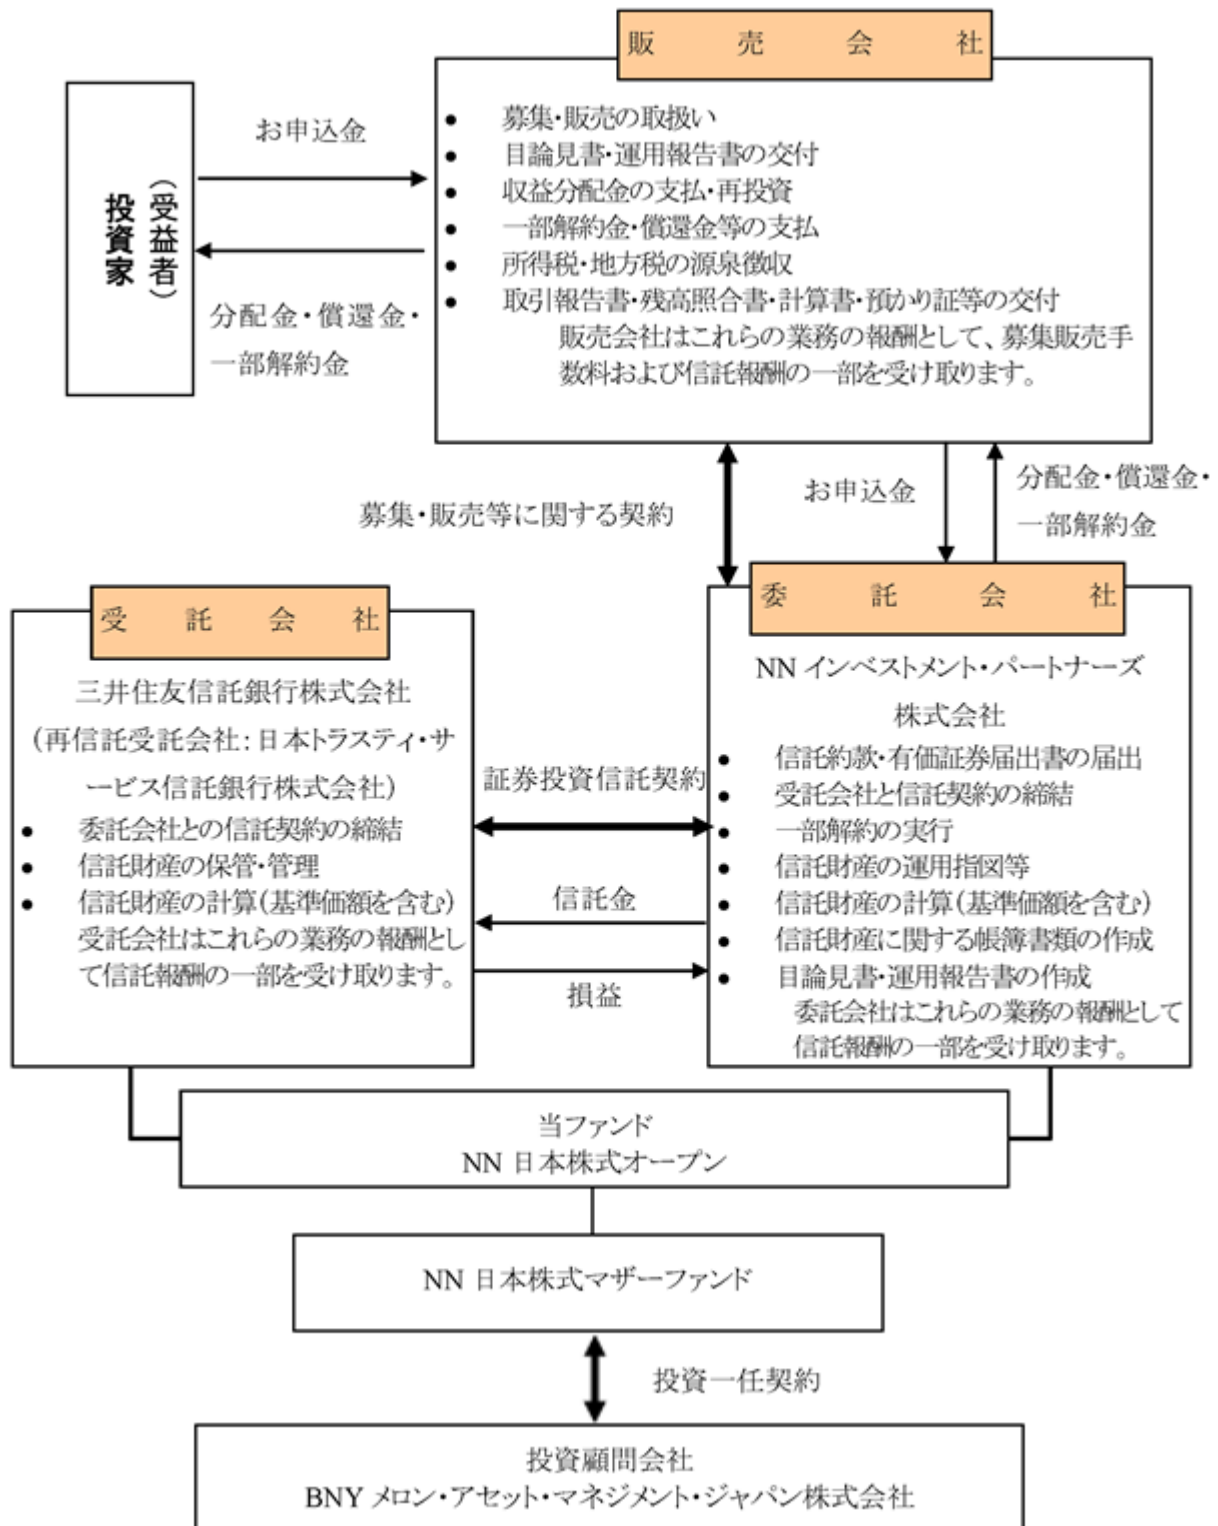 販売会社
投資家
（受益者）
お申込金
分配金・償還金・
一部解約金
● 募集・販売の取扱い
● 目論見書・運用報告書の交付
● 収益分配金の支払・再投資
● 一部解約金・償還金等の支払
● 所得税・地方税の源泉徴収
● 取引報告書・残高照合書・計算書・預かり証等の交付
販売会社はこれらの業務の報酬として、募集販売手
数料および信託報酬の一部を受け取ります。
募集・販売等に関する契約
お申込金
分配金・償還金・
一部解約金
受託会社
三井住友信託銀行株式会社
（再信託受託会社：日本トラスティ・サ
ービス信託銀行株式会社）
● 委託会社との信託契約の締結
● 信託財産の保管・管理
● 信託財産の計算（基準価額を含む）
受託会社はこれらの業務の報酬とし
て信託報酬の一部を受け取ります。
証券投資信託契約
信託金
損益
委託会社
NN インベストメント・パートナーズ
株式会社
● 信託約款・有価証券届出書の届出
● 受託会社と信託契約の締結
● 一部解約の実行
● 信託財産の運用指図等
● 信託財産の計算（基準価額を含む）
● 信託財産に関する帳簿書類の作成
● 目論見書・運用報告書の作成
委託会社はこれらの業務の報酬として
信託報酬の一部を受け取ります。
当ファンド
NN 日本株式オープン
NN 日本株式マザーファンド
投資一任契約
投資顧問会社
BNY メロン・アセット・マネジメント・ジャパン株式会社